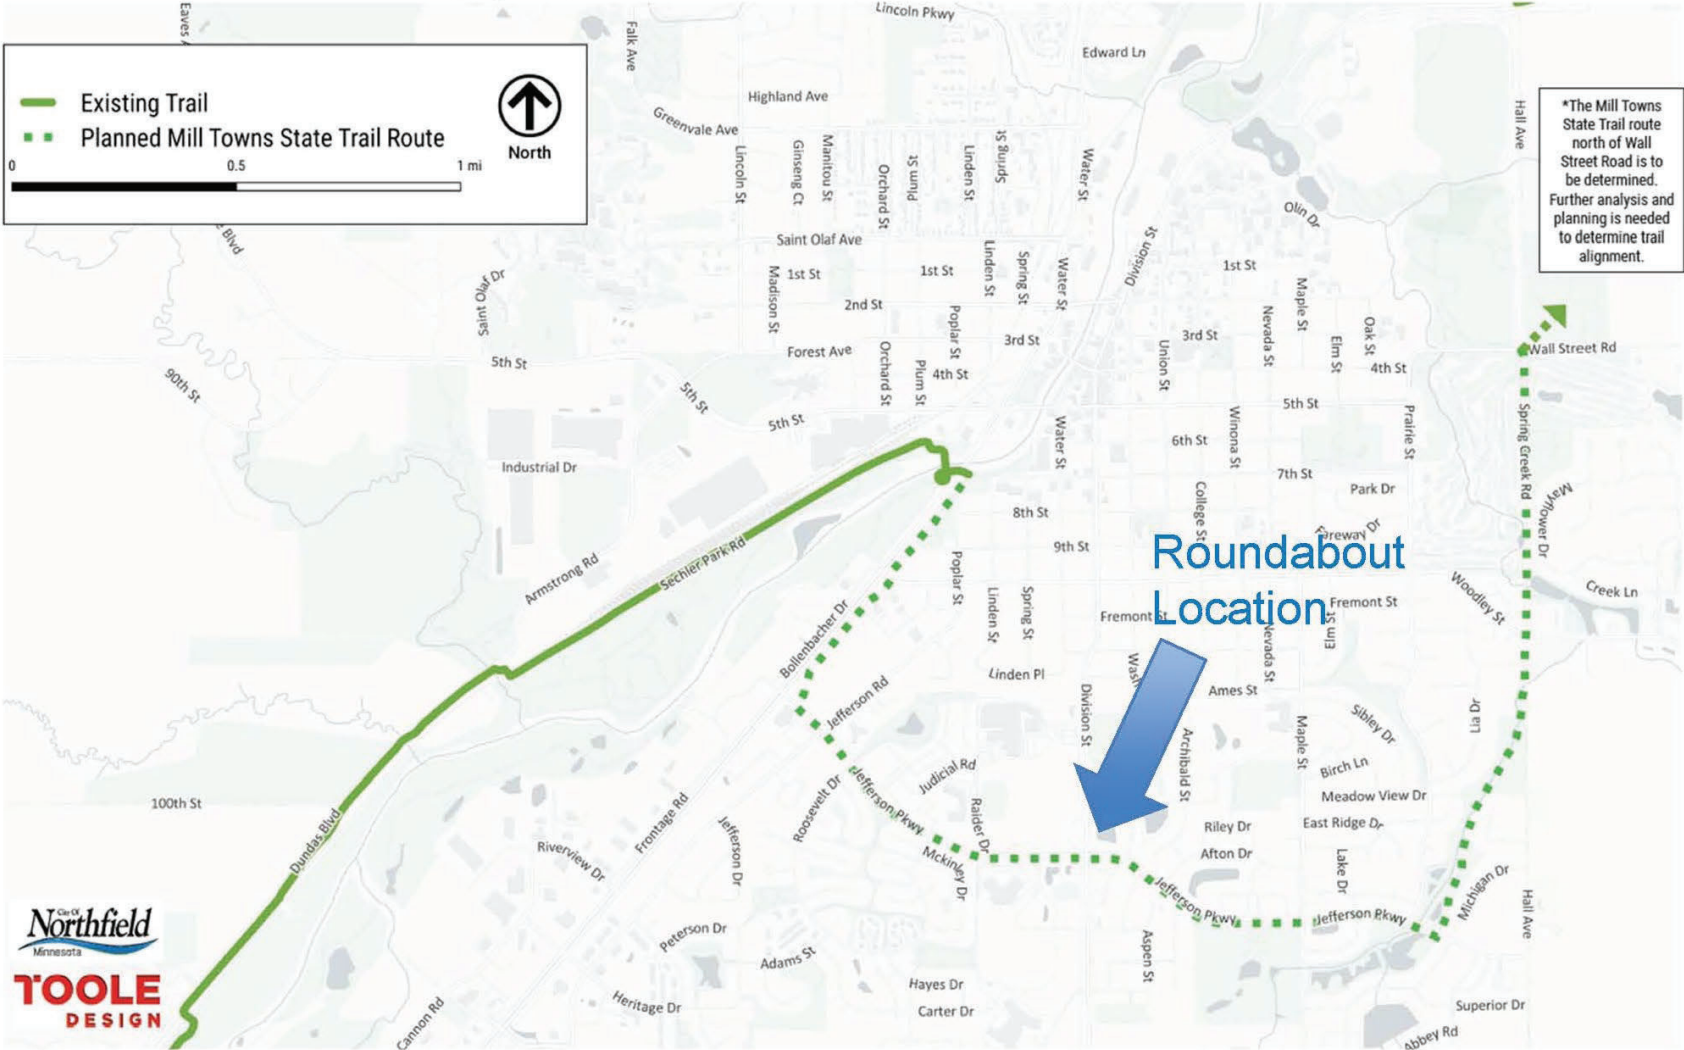 Eaves A
Falk Ave
Lincoln Pkwy
Edward Ln
Existing Trail
Planned Mill Towns State Trail Route
0
0.5
1 mi
North
Highland Ave
Greenvale Ave
Lincoln St
Ginseng Ct
Manitou St
Orchard St
Plum St
Linden St
Spring St
Water St
Hall Ave
*The Mill Towns
State Trail route
north of Wall
Street Road is to
be determined.
Further analysis and
planning is needed
to determine trail
alignment.
Olin Dr
e Blvd
Saint Olaf Ave
Saint Olaf Dr
Madison St
1st St
1st St
Linden St
Spring St
Water St
Division St
1st St
Maple St
2nd St
Poplar St
3rd St
3rd St
Nevada St
Oak St
Elm St
4th St
Wall Street Rd
Forest Ave
Orchard St
Plum St
4th St
Union St
5th St
90th St
5th St
5th St
5th St
Water St
6th St
Winona St
Prairie St
Spring Creek Rd
Industrial Dr
7th St
Park Dr
Mayflower Dr
8th St
College St
9th St
Fareway Dr
Roundabout
Location
Sechler Park Rd
Armstrong Rd
Poplar St
Linden St
Spring St
Fremont St
Fremont St
Elm St
Woodley St
Creek Ln
Bollenbacher Dr
Nevada St
Linden Pl
Wash
Ames St
Jefferson Rd
Division St
Archibald St
Maple St
Sibley Dr
Lia Dr
Judicial Rd
Birch Ln
Meadow View Dr
100th St
Dundas Blvd
Roosevelt Dr
Jefferson Pkwy
Raider Dr
Riley Dr
East Ridge Dr
Frontage Rd
Jefferson Dr
Riverview Dr
Mckinley Dr
Afton Dr
Lake Dr
Jefferson Pkwy
Jefferson Pkwy
Michigan Dr
Hall Ave
City Of
Northfield
Minnesota
Peterson Dr
Adams St
Aspen St
TOOLE
DESIGN
Hayes Dr
Heritage Dr
Carter Dr
Cannon Rd
Superior Dr
Abbey Rd